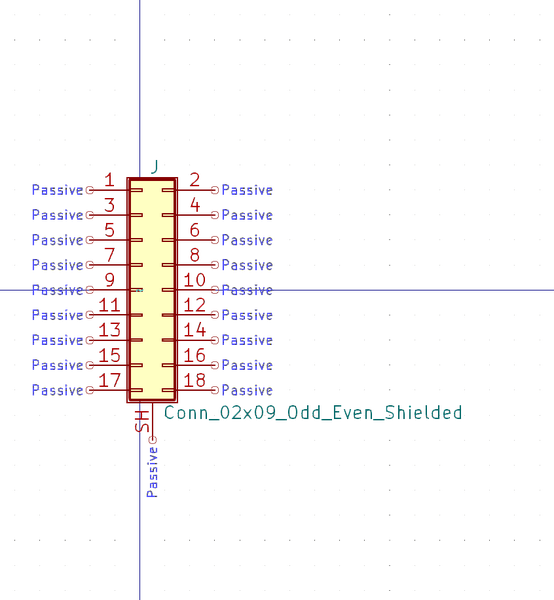 J
Passive 1 2 Passive
Passive 3 4 Passive
Passive 5 6 Passive
Passive 7 8 Passive
Passive 9 10 Passive
Passive 11 12 Passive
Passive 13 14 Passive
Passive 15 16 Passive
Passive 17 18 Passive
SH Conn_02x09_Odd_Even_Shielded
Passive